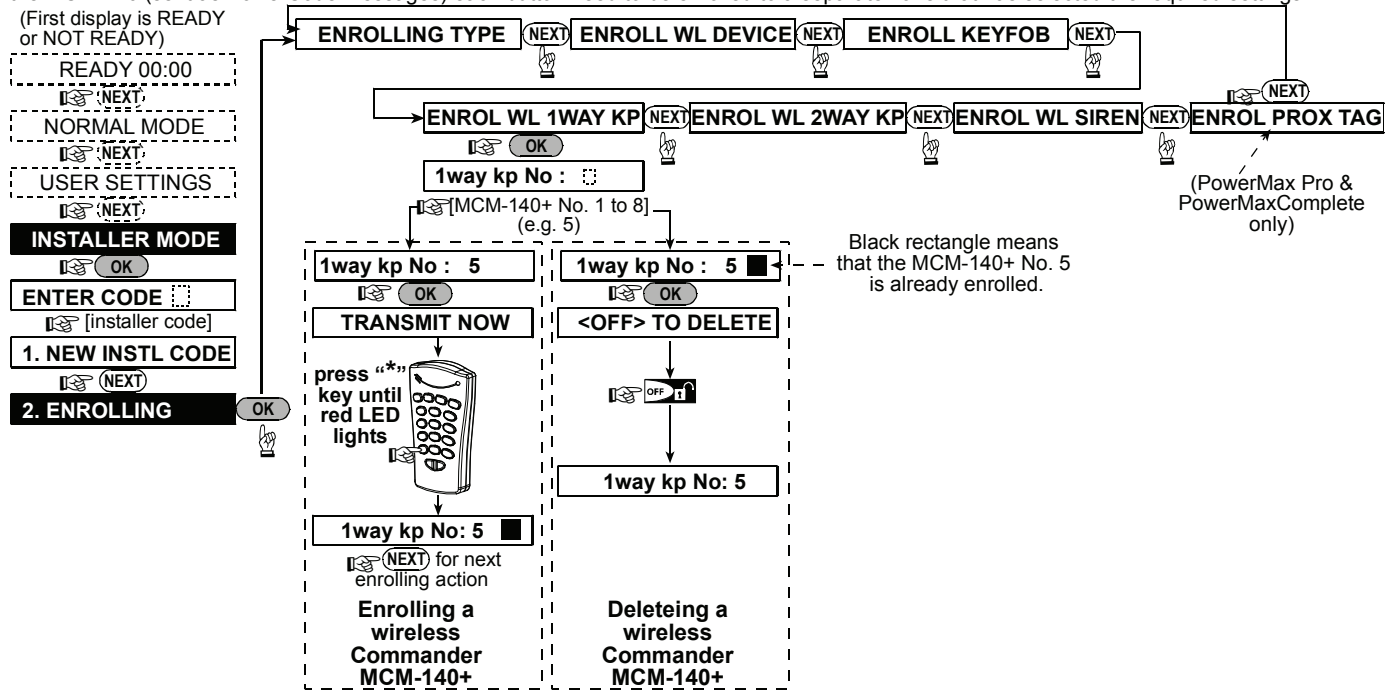 (First display is READY
or NOT READY)
READY 00:00
NEXT
NORMAL MODE
NEXT
USER SETTINGS
NEXT
INSTALLER MODE
OK
ENTER CODE
[installer code]
1. NEW INSTL CODE
NEXT
2. ENROLLING
OK
ENROLLING TYPE NEXT ENROLL WL DEVICE NEXT ENROLL KEYFOB NEXT
NEXT
ENROL WL 1WAY KP NEXT ENROL WL 2WAY KP NEXT ENROL WL SIREN NEXT ENROL PROX TAG
OK
(PowerMax Pro &
PowerMaxComplete
only)
1way kp No :
[MCM-140+ No. 1 to 8]
(e.g. 5)
1way kp No : 5
OK
TRANSMIT NOW
press “*”
key until
red LED
lights
1way kp No: 5
NEXT for next
enrolling action
Enrolling a
wireless
Commander
MCM-140+
1way kp No : 5
OK
<OFF> TO DELETE
OFF
1way kp No: 5
Deleteing a
wireless
Commander
MCM-140+
Black rectangle means
that the MCM-140+ No. 5
is already enrolled.